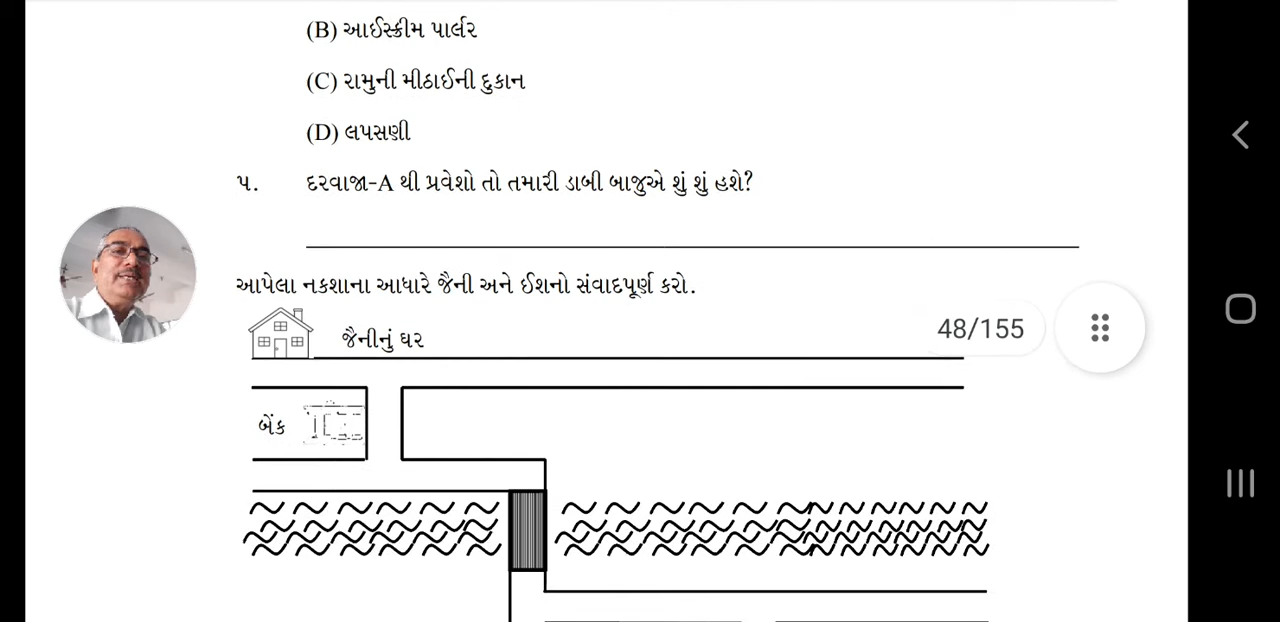 (B) આઈસ્ક્રીમ પાર્લર
(C) રામુની મીઠાઈની દુકાન
(D) લપસણી
૫. દરવાજા-A થી પ્રવેશો તો તમારી ડાબી બાજુએ શું શું હશે?
આપેલા નકશાના આધારે જૈની અને ઈશનો સંવાદપૂર્ણ કરો.
જૈનીનું ઘર
48/155
બેંક